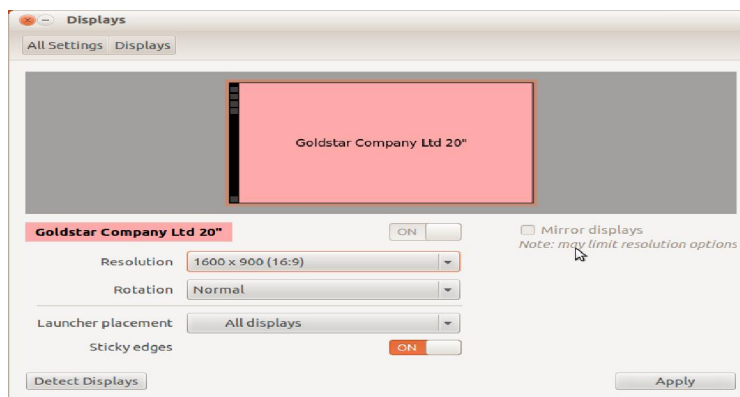 Displays
All Settings Displays
Goldstar Company Ltd 20"
Goldstar Company Ltd 20" ON Mirror displays
Note: may limit resolution options
Resolution 1600 x 900 (16:9)
Rotation Normal
Launcher placement All displays
Sticky edges ON
Detect Displays Apply